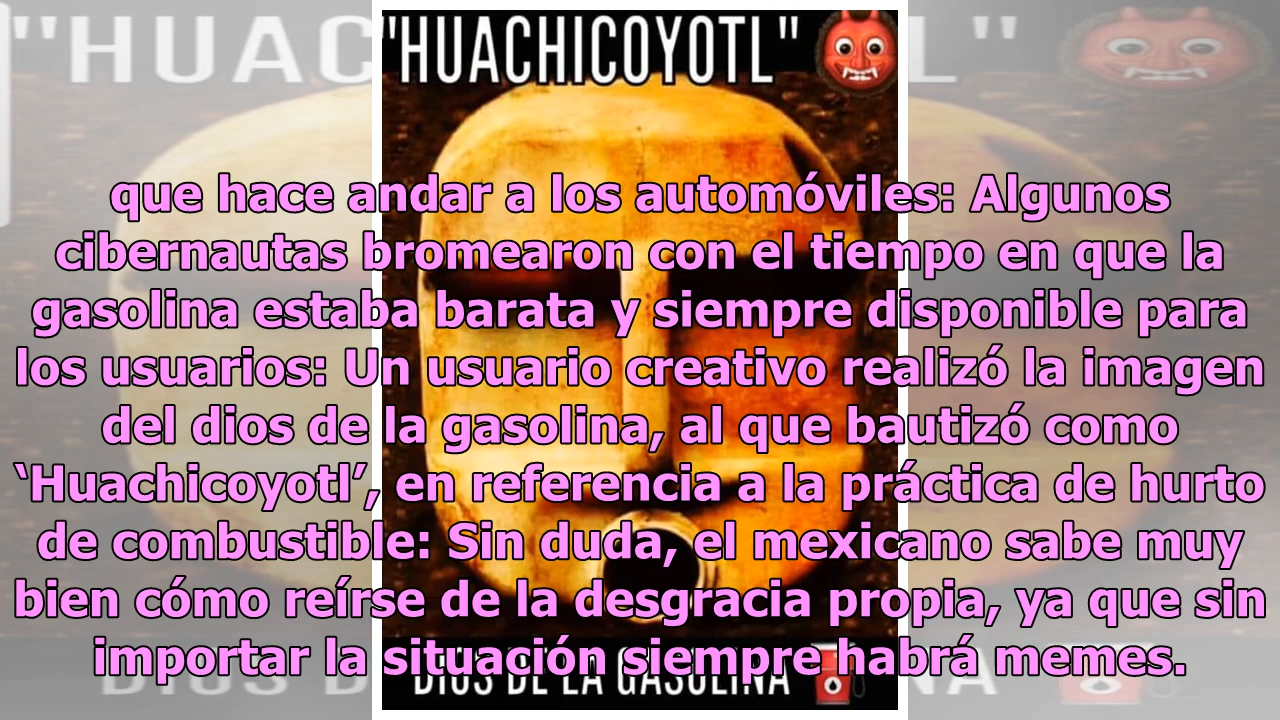 "HUACHICOYOTL"
que hace andar a los automóviles: Algunos
cibernautas bromearon con el tiempo en que la
gasolina estaba barata y siempre disponible para
los usuarios: Un usuario creativo realizó la imagen
del dios de la gasolina, al que bautizó como
‘Huachicoyotl’, en referencia a la práctica de hurto
de combustible: Sin duda, el mexicano sabe muy
bien cómo reírse de la desgracia propia, ya que sin
importar la situación siempre habrá memes.
DIOS DE LA GASOLINA